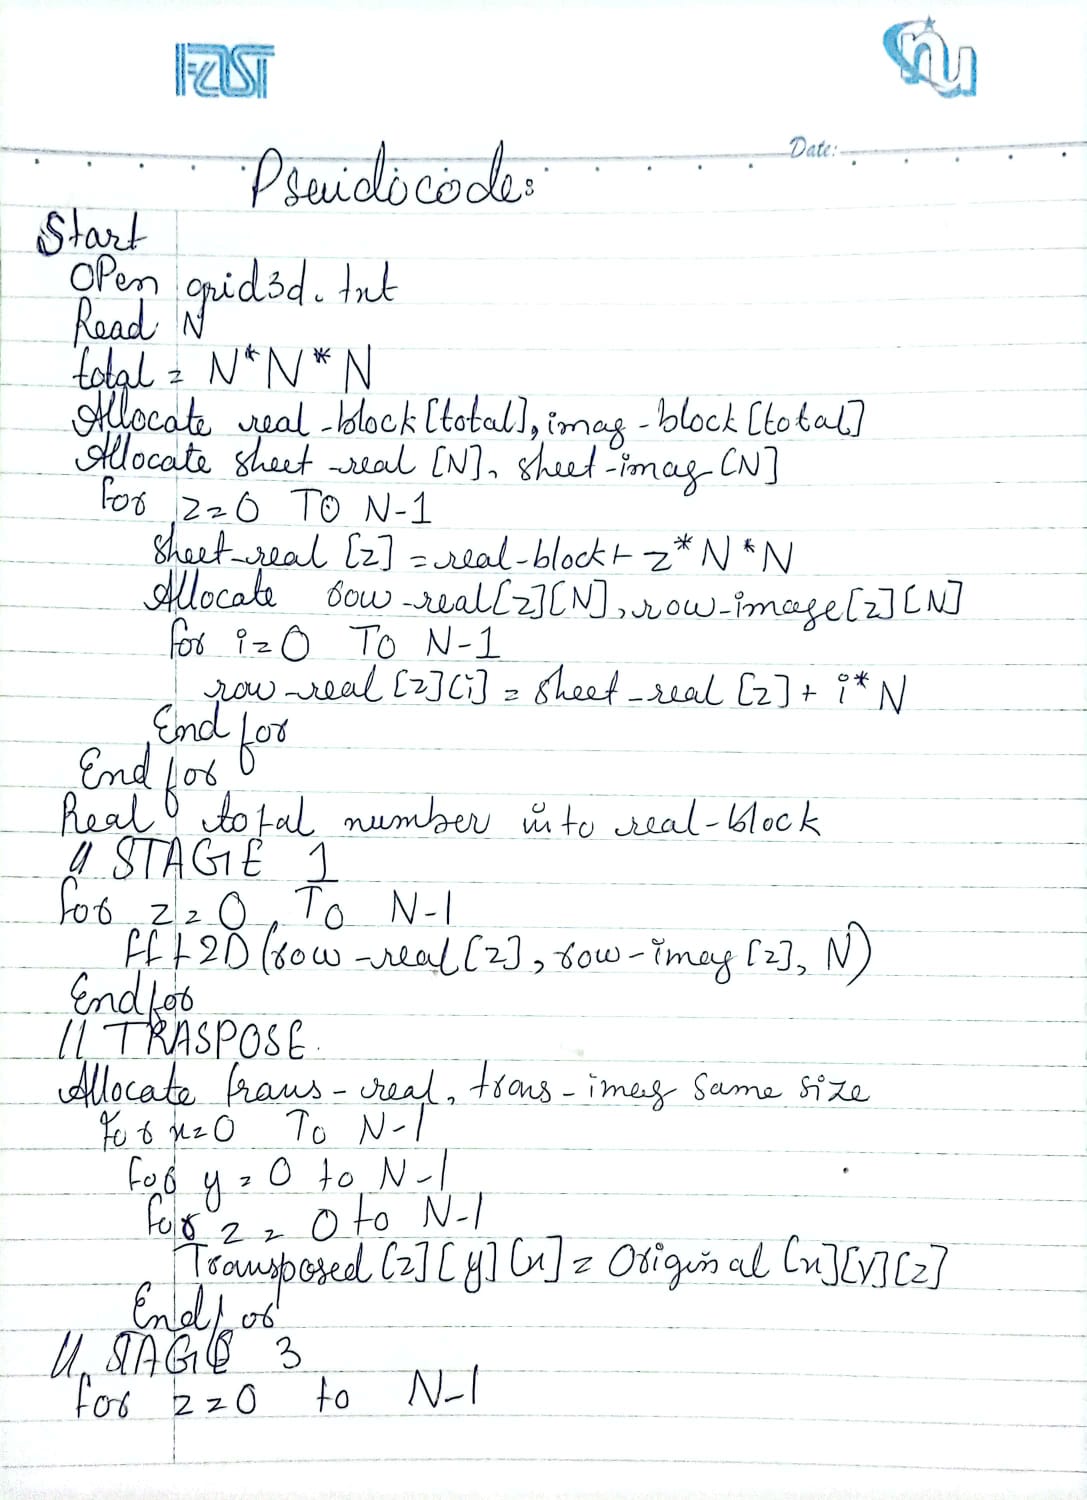 FAST
nu
Date:
Pseudocode:
Start
Open grid3d.txt
Read N
total = N*N*N
Allocate real-block[total], imag-block[total]
Allocate sheet-real [N], sheet-imag [N]
For z=0 TO N-1
sheet-real [z] = real-block + z*N*N
Allocate row-real[z][N], row-image[z][N]
for i=0 TO N-1
row-real [z][i] = sheet-real [z] + i*N
End for
End for
Real total number into real-block
// STAGE 1
for z=0 TO N-1
fft2D(row-real[z], row-imag[z], N)
End for
// TRASPOSE.
Allocate trans-real, trans-imag same size
For x=0 To N-1
for y=0 to N-1
for z=0 to N-1
Transposed[z][y][x] = Original[x][y][z]
End for
// STAGE 3
for z=0 to N-1